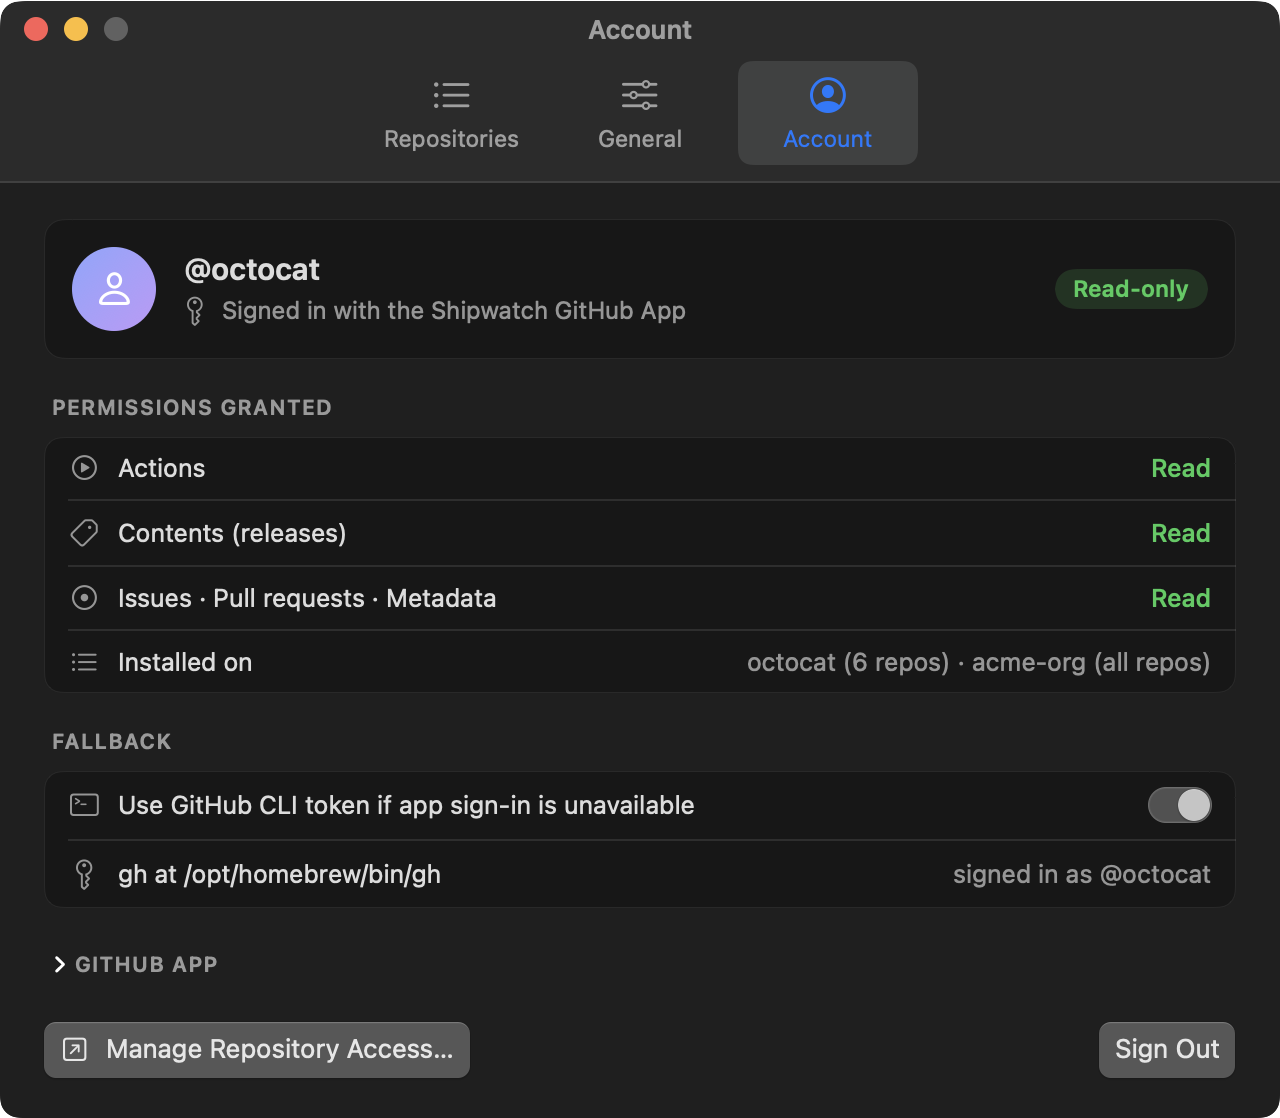 Account
Repositories
General
Account
@octocat
Signed in with the Shipwatch GitHub App
Read-only
PERMISSIONS GRANTED
Actions
Read
Contents (releases)
Read
Issues · Pull requests · Metadata
Read
Installed on
octocat (6 repos) · acme-org (all repos)
FALLBACK
Use GitHub CLI token if app sign-in is unavailable
gh at /opt/homebrew/bin/gh
signed in as @octocat
GITHUB APP
Manage Repository Access...
Sign Out